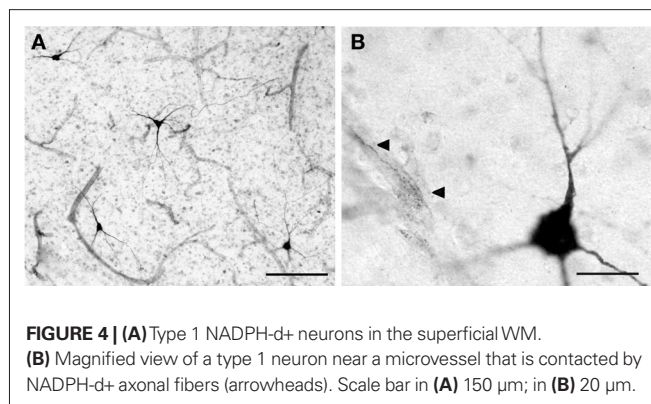 A
B
FIGURE 4 | (A) Type 1 NADPH-d+ neurons in the superficial WM.
(B) Magnified view of a type 1 neuron near a microvessel that is contacted by
NADPH-d+ axonal fibers (arrowheads). Scale bar in (A) 150 μm; in (B) 20 μm.